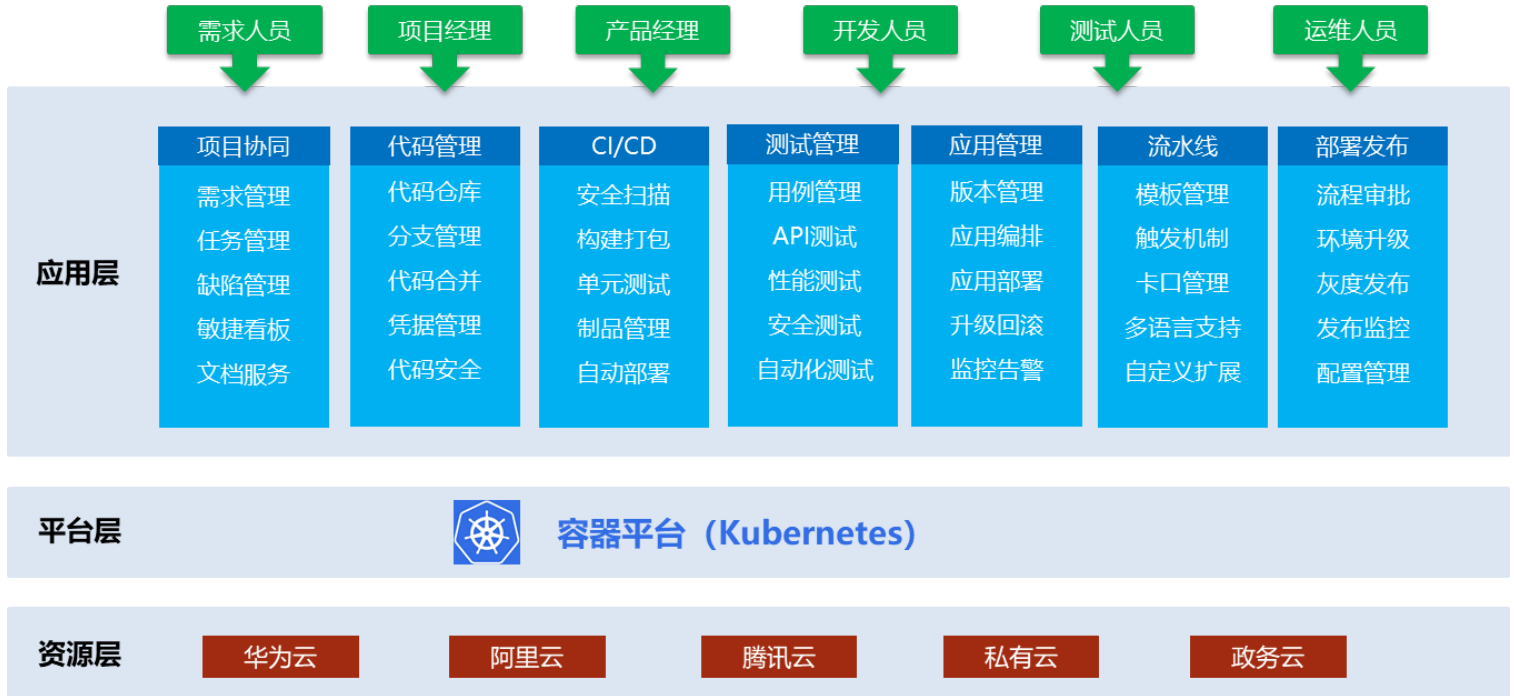 需求人员
项目经理
产品经理
开发人员
测试人员
运维人员
应用层
项目协同
需求管理
任务管理
缺陷管理
敏捷看板
文档服务
代码管理
代码仓库
分支管理
代码合并
凭据管理
代码安全
CI/CD
安全扫描
构建打包
单元测试
制品管理
自动部署
测试管理
用例管理
API测试
性能测试
安全测试
自动化测试
应用管理
版本管理
应用编排
应用部署
升级回滚
监控告警
流水线
模板管理
触发机制
卡口管理
多语言支持
自定义扩展
部署发布
流程审批
环境升级
灰度发布
发布监控
配置管理
平台层
容器平台（Kubernetes）
资源层
华为云
阿里云
腾讯云
私有云
政务云